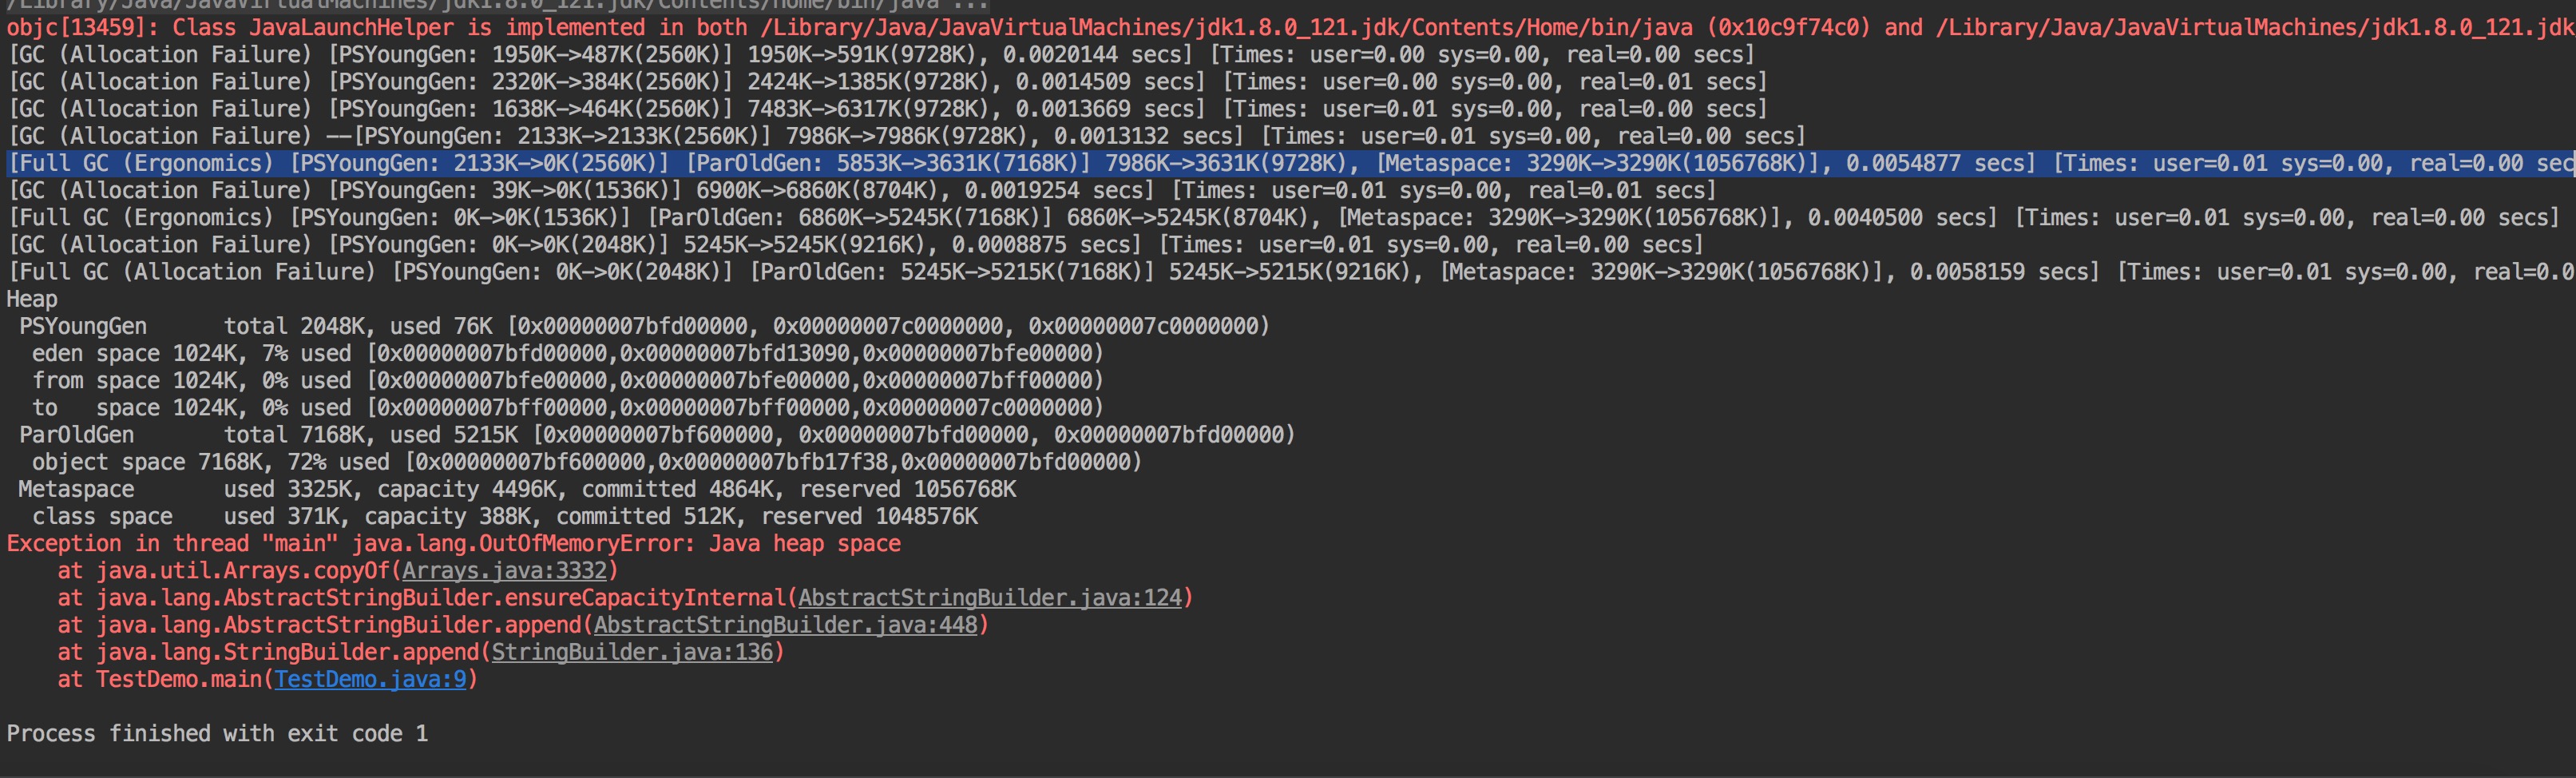 /Library/Java/JavaVirtualMachines/jdk1.8.0_121.jdk/Contents/Home/bin/java ...
objc[13459]: Class JavaLaunchHelper is implemented in both /Library/Java/JavaVirtualMachines/jdk1.8.0_121.jdk/Contents/Home/bin/java (0x10c9f74c0) and /Library/Java/JavaVirtualMachines/jdk1.8.0_121.jdk
[GC (Allocation Failure) [PSYoungGen: 1950K->487K(2560K)] 1950K->591K(9728K), 0.0020144 secs] [Times: user=0.00 sys=0.00, real=0.00 secs]
[GC (Allocation Failure) [PSYoungGen: 2320K->384K(2560K)] 2424K->1385K(9728K), 0.0014509 secs] [Times: user=0.00 sys=0.00, real=0.01 secs]
[GC (Allocation Failure) [PSYoungGen: 1638K->464K(2560K)] 7483K->6317K(9728K), 0.0013669 secs] [Times: user=0.01 sys=0.00, real=0.00 secs]
[GC (Allocation Failure) --[PSYoungGen: 2133K->2133K(2560K)] 7986K->7986K(9728K), 0.0013132 secs] [Times: user=0.01 sys=0.00, real=0.00 secs]
[Full GC (Ergonomics) [PSYoungGen: 2133K->0K(2560K)] [ParOldGen: 5853K->3631K(7168K)] 7986K->3631K(9728K), [Metaspace: 3290K->3290K(1056768K)], 0.0054877 secs] [Times: user=0.01 sys=0.00, real=0.00 sec
[GC (Allocation Failure) [PSYoungGen: 39K->0K(1536K)] 6900K->6860K(8704K), 0.0019254 secs] [Times: user=0.01 sys=0.00, real=0.01 secs]
[Full GC (Ergonomics) [PSYoungGen: 0K->0K(1536K)] [ParOldGen: 6860K->5245K(7168K)] 6860K->5245K(8704K), [Metaspace: 3290K->3290K(1056768K)], 0.0040500 secs] [Times: user=0.01 sys=0.00, real=0.00 secs]
[GC (Allocation Failure) [PSYoungGen: 0K->0K(2048K)] 5245K->5245K(9216K), 0.0008875 secs] [Times: user=0.01 sys=0.00, real=0.00 secs]
[Full GC (Allocation Failure) [PSYoungGen: 0K->0K(2048K)] [ParOldGen: 5245K->5215K(7168K)] 5245K->5215K(9216K), [Metaspace: 3290K->3290K(1056768K)], 0.0058159 secs] [Times: user=0.01 sys=0.00, real=0.0
Heap
 PSYoungGen      total 2048K, used 76K [0x00000007bfd00000, 0x00000007c0000000, 0x00000007c0000000)
  eden space 1024K, 7% used [0x00000007bfd00000,0x00000007bfd13090,0x00000007bfe00000)
  from space 1024K, 0% used [0x00000007bfe00000,0x00000007bfe00000,0x00000007bff00000)
  to   space 1024K, 0% used [0x00000007bff00000,0x00000007bff00000,0x00000007c0000000)
 ParOldGen       total 7168K, used 5215K [0x00000007bf600000, 0x00000007bfd00000, 0x00000007bfd00000)
  object space 7168K, 72% used [0x00000007bf600000,0x00000007bfb17f38,0x00000007bfd00000)
 Metaspace       used 3325K, capacity 4496K, committed 4864K, reserved 1056768K
  class space    used 371K, capacity 388K, committed 512K, reserved 1048576K
Exception in thread "main" java.lang.OutOfMemoryError: Java heap space
    at java.util.Arrays.copyOf(Arrays.java:3332)
    at java.lang.AbstractStringBuilder.ensureCapacityInternal(AbstractStringBuilder.java:124)
    at java.lang.AbstractStringBuilder.append(AbstractStringBuilder.java:448)
    at java.lang.StringBuilder.append(StringBuilder.java:136)
    at TestDemo.main(TestDemo.java:9)
Process finished with exit code 1